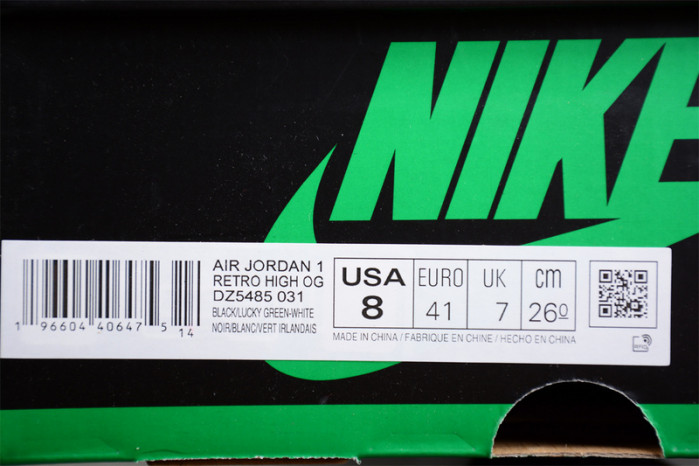 NIKE
AIR JORDAN 1
RETRO HIGH OG
DZ5485 031
BLACK/LUCKY GREEN-WHITE
NOIR/BLANC/VERT IRLANDAIS
1 96604 40647 5 14
USA EURO UK cm
8 41 7 26⁰
MADE IN CHINA / FABRIQUE EN CHINE / HECHO EN CHINA
RFID